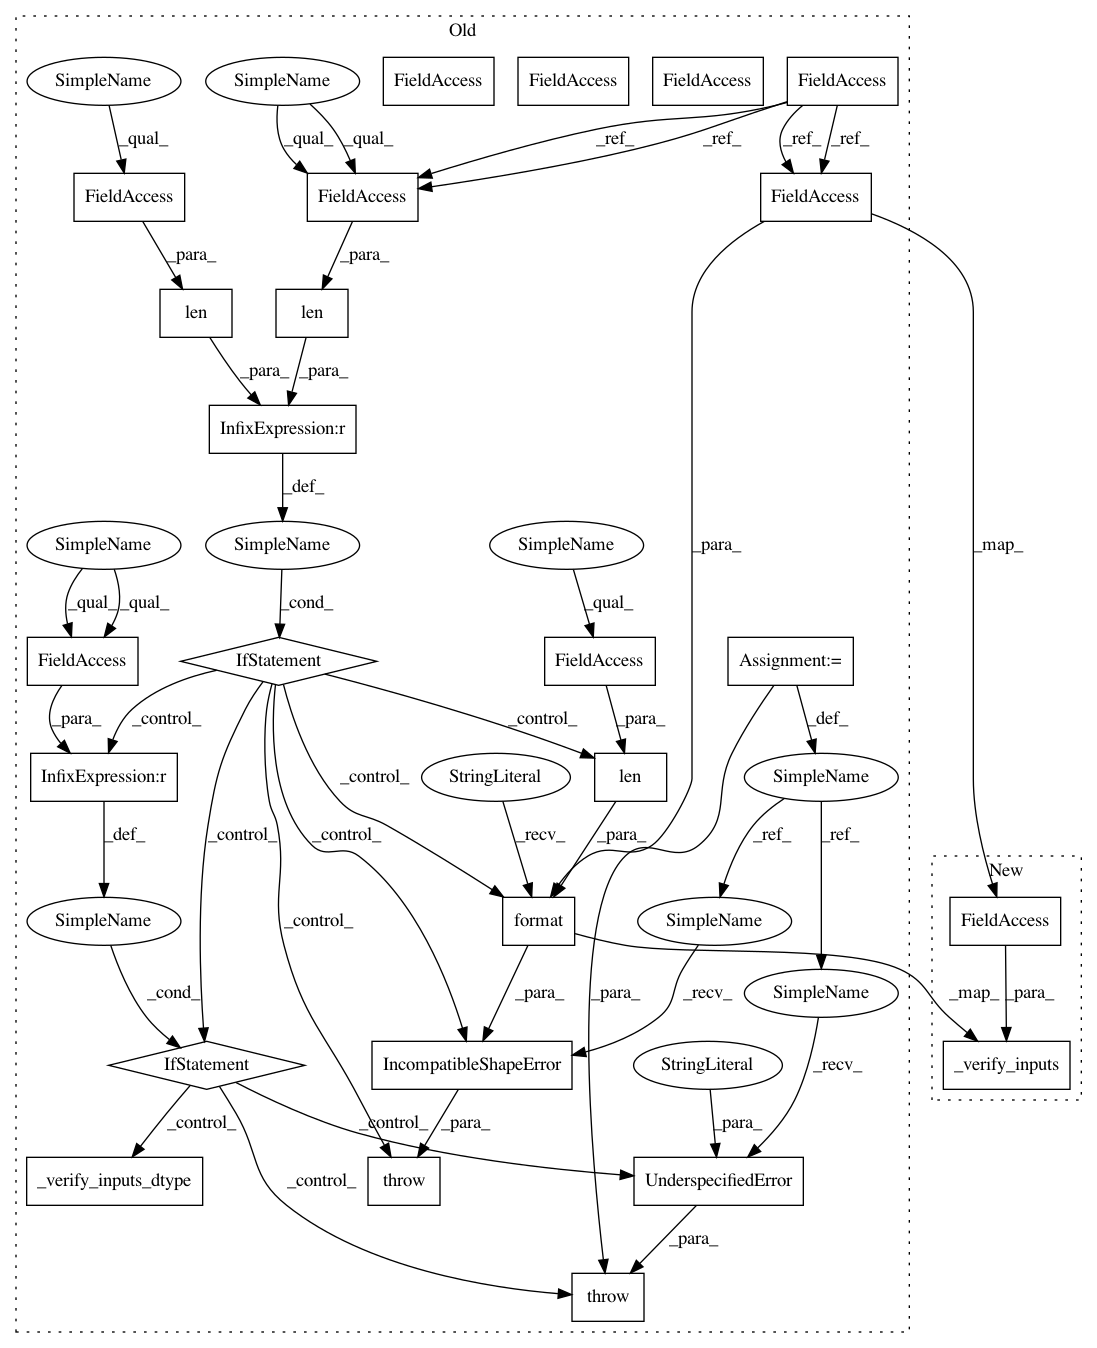 Old
SimpleName
SimpleName
FieldAccess
FieldAccess
FieldAccess
FieldAccess
_qual_
_qual_
_qual_
_ref_
_ref_
_ref_
_ref_
FieldAccess
FieldAccess
FieldAccess
_para_
_para_
len
len
_para_
_para_
InfixExpression:r
_def_
SimpleName
SimpleName
SimpleName
_para_
_map_
_qual_
_qual_
_cond_
_qual_
FieldAccess
IfStatement
FieldAccess
Assignment:=
_para_
_control_
_control_
_para_
_def_
InfixExpression:r
StringLiteral
len
SimpleName
_control_
_def_
_control_
_control_
_recv_
_para_
_ref_
_ref_
New
SimpleName
_control_
format
SimpleName
FieldAccess
_cond_
_para_
_para_
_recv_
SimpleName
_map_
_para_
IfStatement
IncompatibleShapeError
StringLiteral
_recv_
_verify_inputs
_control_
_control_
_para_
_para_
_verify_inputs_dtype
_control_
throw
UnderspecifiedError
_para_
throw